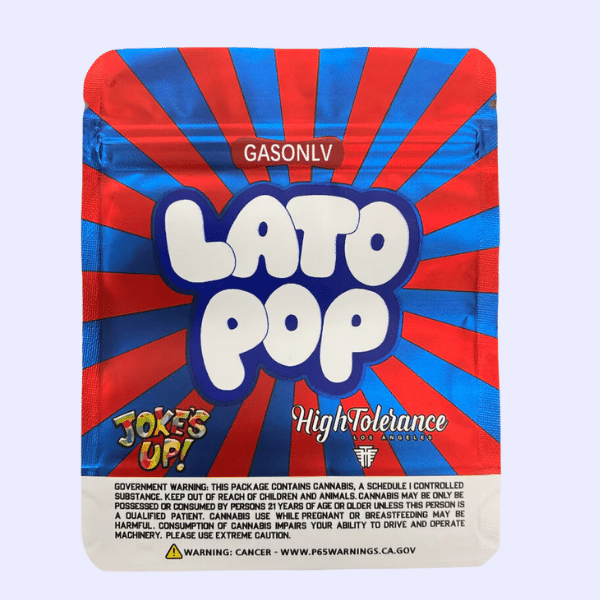 GASONLV
LATO
POP
JOKE'S
UP!
HighTolerance
LOS ANGELES
GOVERNMENT WARNING: THIS PACKAGE CONTAINS CANNABIS, A SCHEDULE I CONTROLLED
SUBSTANCE. KEEP OUT OF REACH OF CHILDREN AND ANIMALS. CANNABIS MAY BE ONLY BE
POSSESSED OR CONSUMED BY PERSONS 21 YEARS OF AGE OR OLDER UNLESS THIS PERSON IS
A QUALIFIED PATIENT. CANNABIS USE WHILE PREGNANT OR BREASTFEEDING MAY BE
HARMFUL. CONSUMPTION OF CANNABIS IMPAIRS YOUR ABILITY TO DRIVE AND OPERATE
MACHINERY. PLEASE USE EXTREME CAUTION.
WARNING: CANCER - WWW.P65WARNINGS.CA.GOV